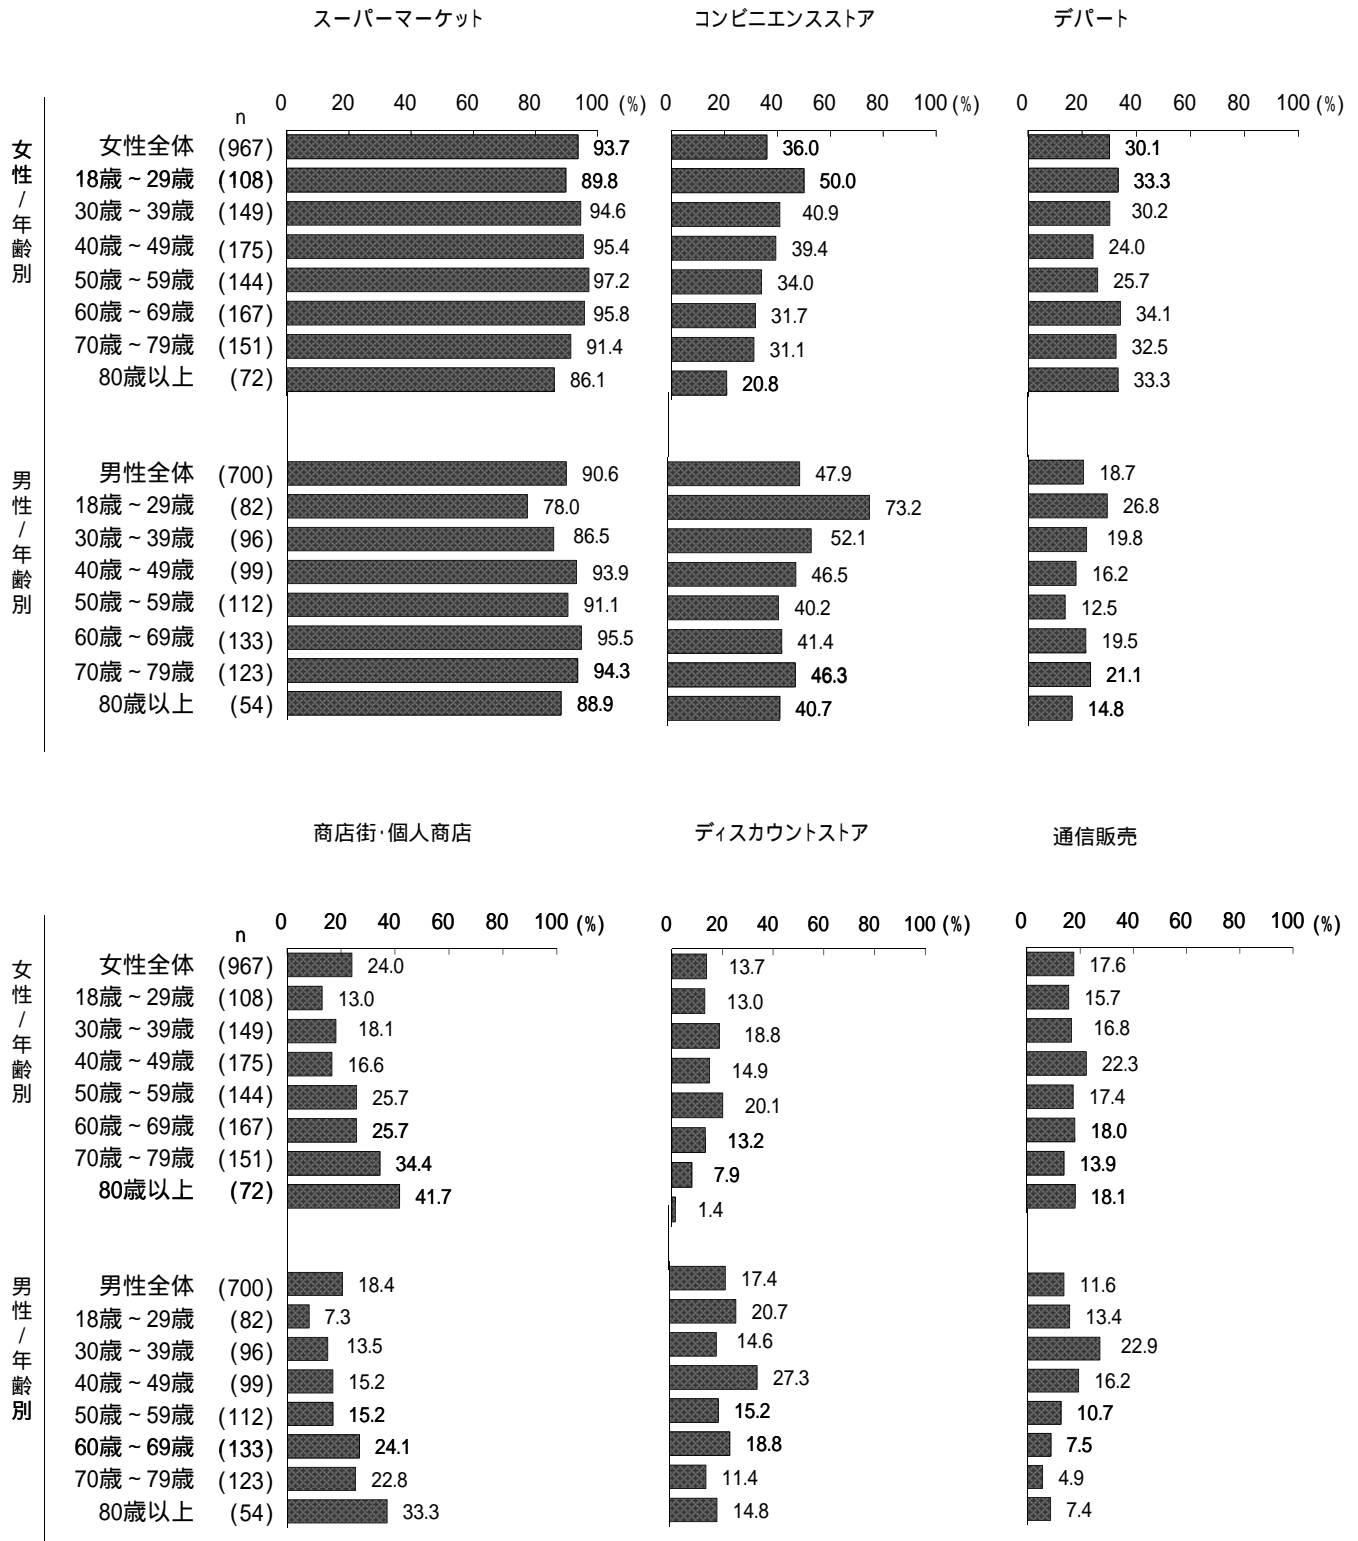 スーパーマーケット コンビニエンスストア デパート
0 20 40 60 80 100 (%) 0 20 40 60 80 100 (%) 0 20 40 60 80 100 (%)
n
女性/年齢別
女性全体 (967) 93.7 36.0 30.1
18歳~29歳 (108) 89.8 50.0 33.3
30歳~39歳 (149) 94.6 40.9 30.2
40歳~49歳 (175) 95.4 39.4 24.0
50歳~59歳 (144) 97.2 34.0 25.7
60歳~69歳 (167) 95.8 31.7 34.1
70歳~79歳 (151) 91.4 31.1 32.5
80歳以上 (72) 86.1 20.8 33.3
男性/年齢別
男性全体 (700) 90.6 47.9 18.7
18歳~29歳 (82) 78.0 73.2 26.8
30歳~39歳 (96) 86.5 52.1 19.8
40歳~49歳 (99) 93.9 46.5 16.2
50歳~59歳 (112) 91.1 40.2 12.5
60歳~69歳 (133) 95.5 41.4 19.5
70歳~79歳 (123) 94.3 46.3 21.1
80歳以上 (54) 88.9 40.7 14.8
商店街・個人商店 ディスカウントストア 通信販売
0 20 40 60 80 100 (%) 0 20 40 60 80 100 (%) 0 20 40 60 80 100 (%)
n
女性/年齢別
女性全体 (967) 24.0 13.7 17.6
18歳~29歳 (108) 13.0 13.0 15.7
30歳~39歳 (149) 18.1 18.8 16.8
40歳~49歳 (175) 16.6 14.9 22.3
50歳~59歳 (144) 25.7 20.1 17.4
60歳~69歳 (167) 25.7 13.2 18.0
70歳~79歳 (151) 34.4 7.9 13.9
80歳以上 (72) 41.7 1.4 18.1
男性/年齢別
男性全体 (700) 18.4 17.4 11.6
18歳~29歳 (82) 7.3 20.7 13.4
30歳~39歳 (96) 13.5 14.6 22.9
40歳~49歳 (99) 15.2 27.3 16.2
50歳~59歳 (112) 15.2 15.2 10.7
60歳~69歳 (133) 24.1 18.8 7.5
70歳~79歳 (123) 22.8 11.4 4.9
80歳以上 (54) 33.3 14.8 7.4